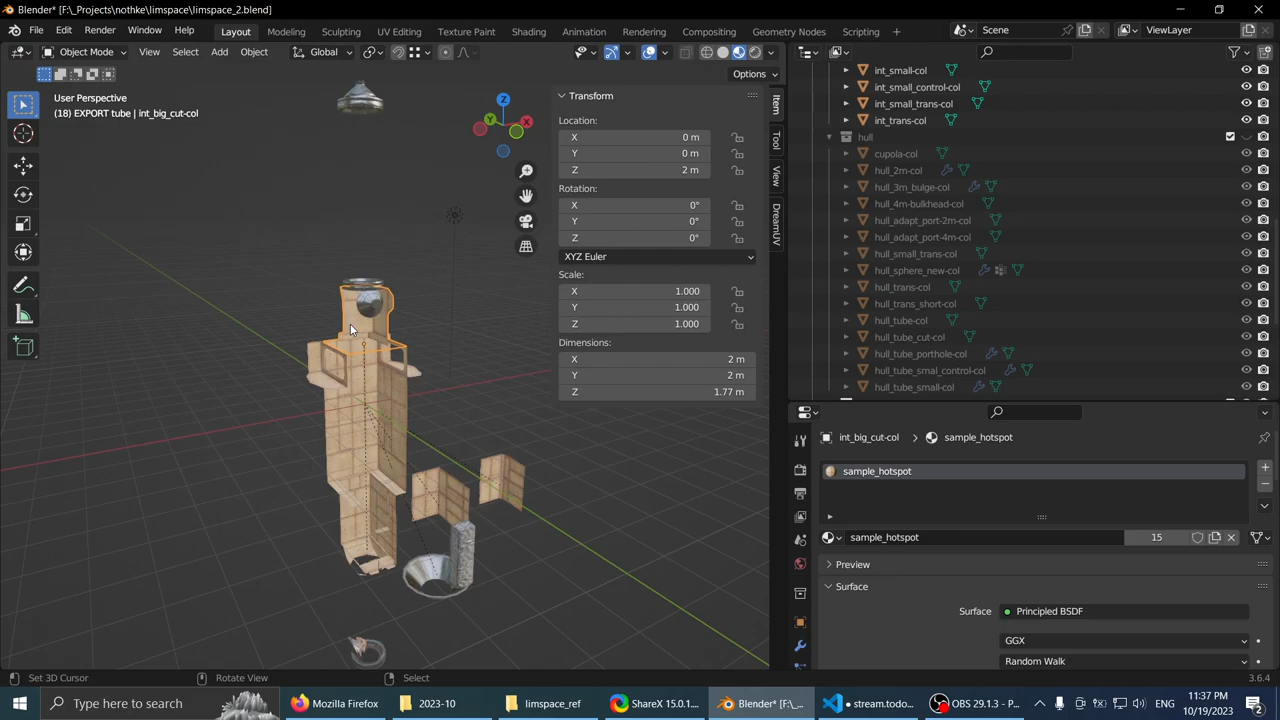 Blender* [F:\_Projects\nothke\limspace\limspace_2.blend]
File Edit Render Window Help Layout Modeling Sculpting UV Editing Texture Paint Shading Animation Rendering Compositing Geometry Nodes Scripting Scene ViewLayer
Object Mode View Select Add Object Global
Options
User Perspective
(18) EXPORT tube | int_big_cut-col
Z
Y
X
Transform
Location:
X 0 m
Y 0 m
Z 2 m
Rotation:
X 0°
Y 0°
Z 0°
XYZ Euler
Scale:
X 1.000
Y 1.000
Z 1.000
Dimensions:
X 2 m
Y 2 m
Z 1.77 m
Item
Tool
View
DreamUV
int_small-col
int_small_control-col
int_small_trans-col
int_trans-col
hull
cupola-col
hull_2m-col
hull_3m_bulge-col
hull_4m-bulkhead-col
hull_adapt_port-2m-col
hull_adapt_port-4m-col
hull_small_trans-col
hull_sphere_new-col
hull_trans-col
hull_trans_short-col
hull_tube-col
hull_tube_cut-col
hull_tube_porthole-col
hull_tube_smal_control-col
hull_tube_small-col
int_big_cut-col > sample_hotspot
sample_hotspot
sample_hotspot 15
Preview
Surface
Surface Principled BSDF
GGX
Random Walk
Set 3D Cursor Rotate View Select 3.6.4
Type here to search Mozilla Firefox 2023-10 limspace_ref ShareX 15.0.1... Blender* [F:\_... stream.todo... OBS 29.1.3 - P... ENG 11:37 PM
10/19/2023